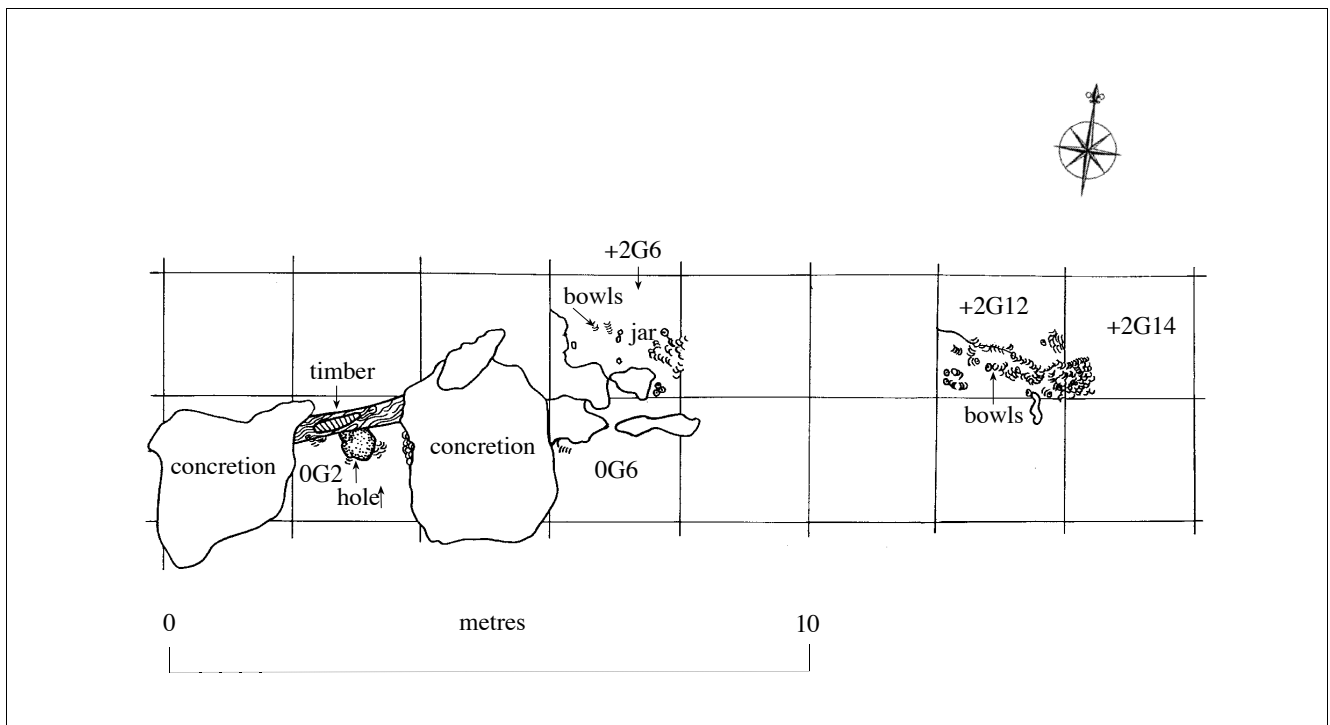 +2G6
bowls
+2G12
+2G14
jar
timber
bowls
concretion
concretion
0G2
0G6
hole
0 metres 10